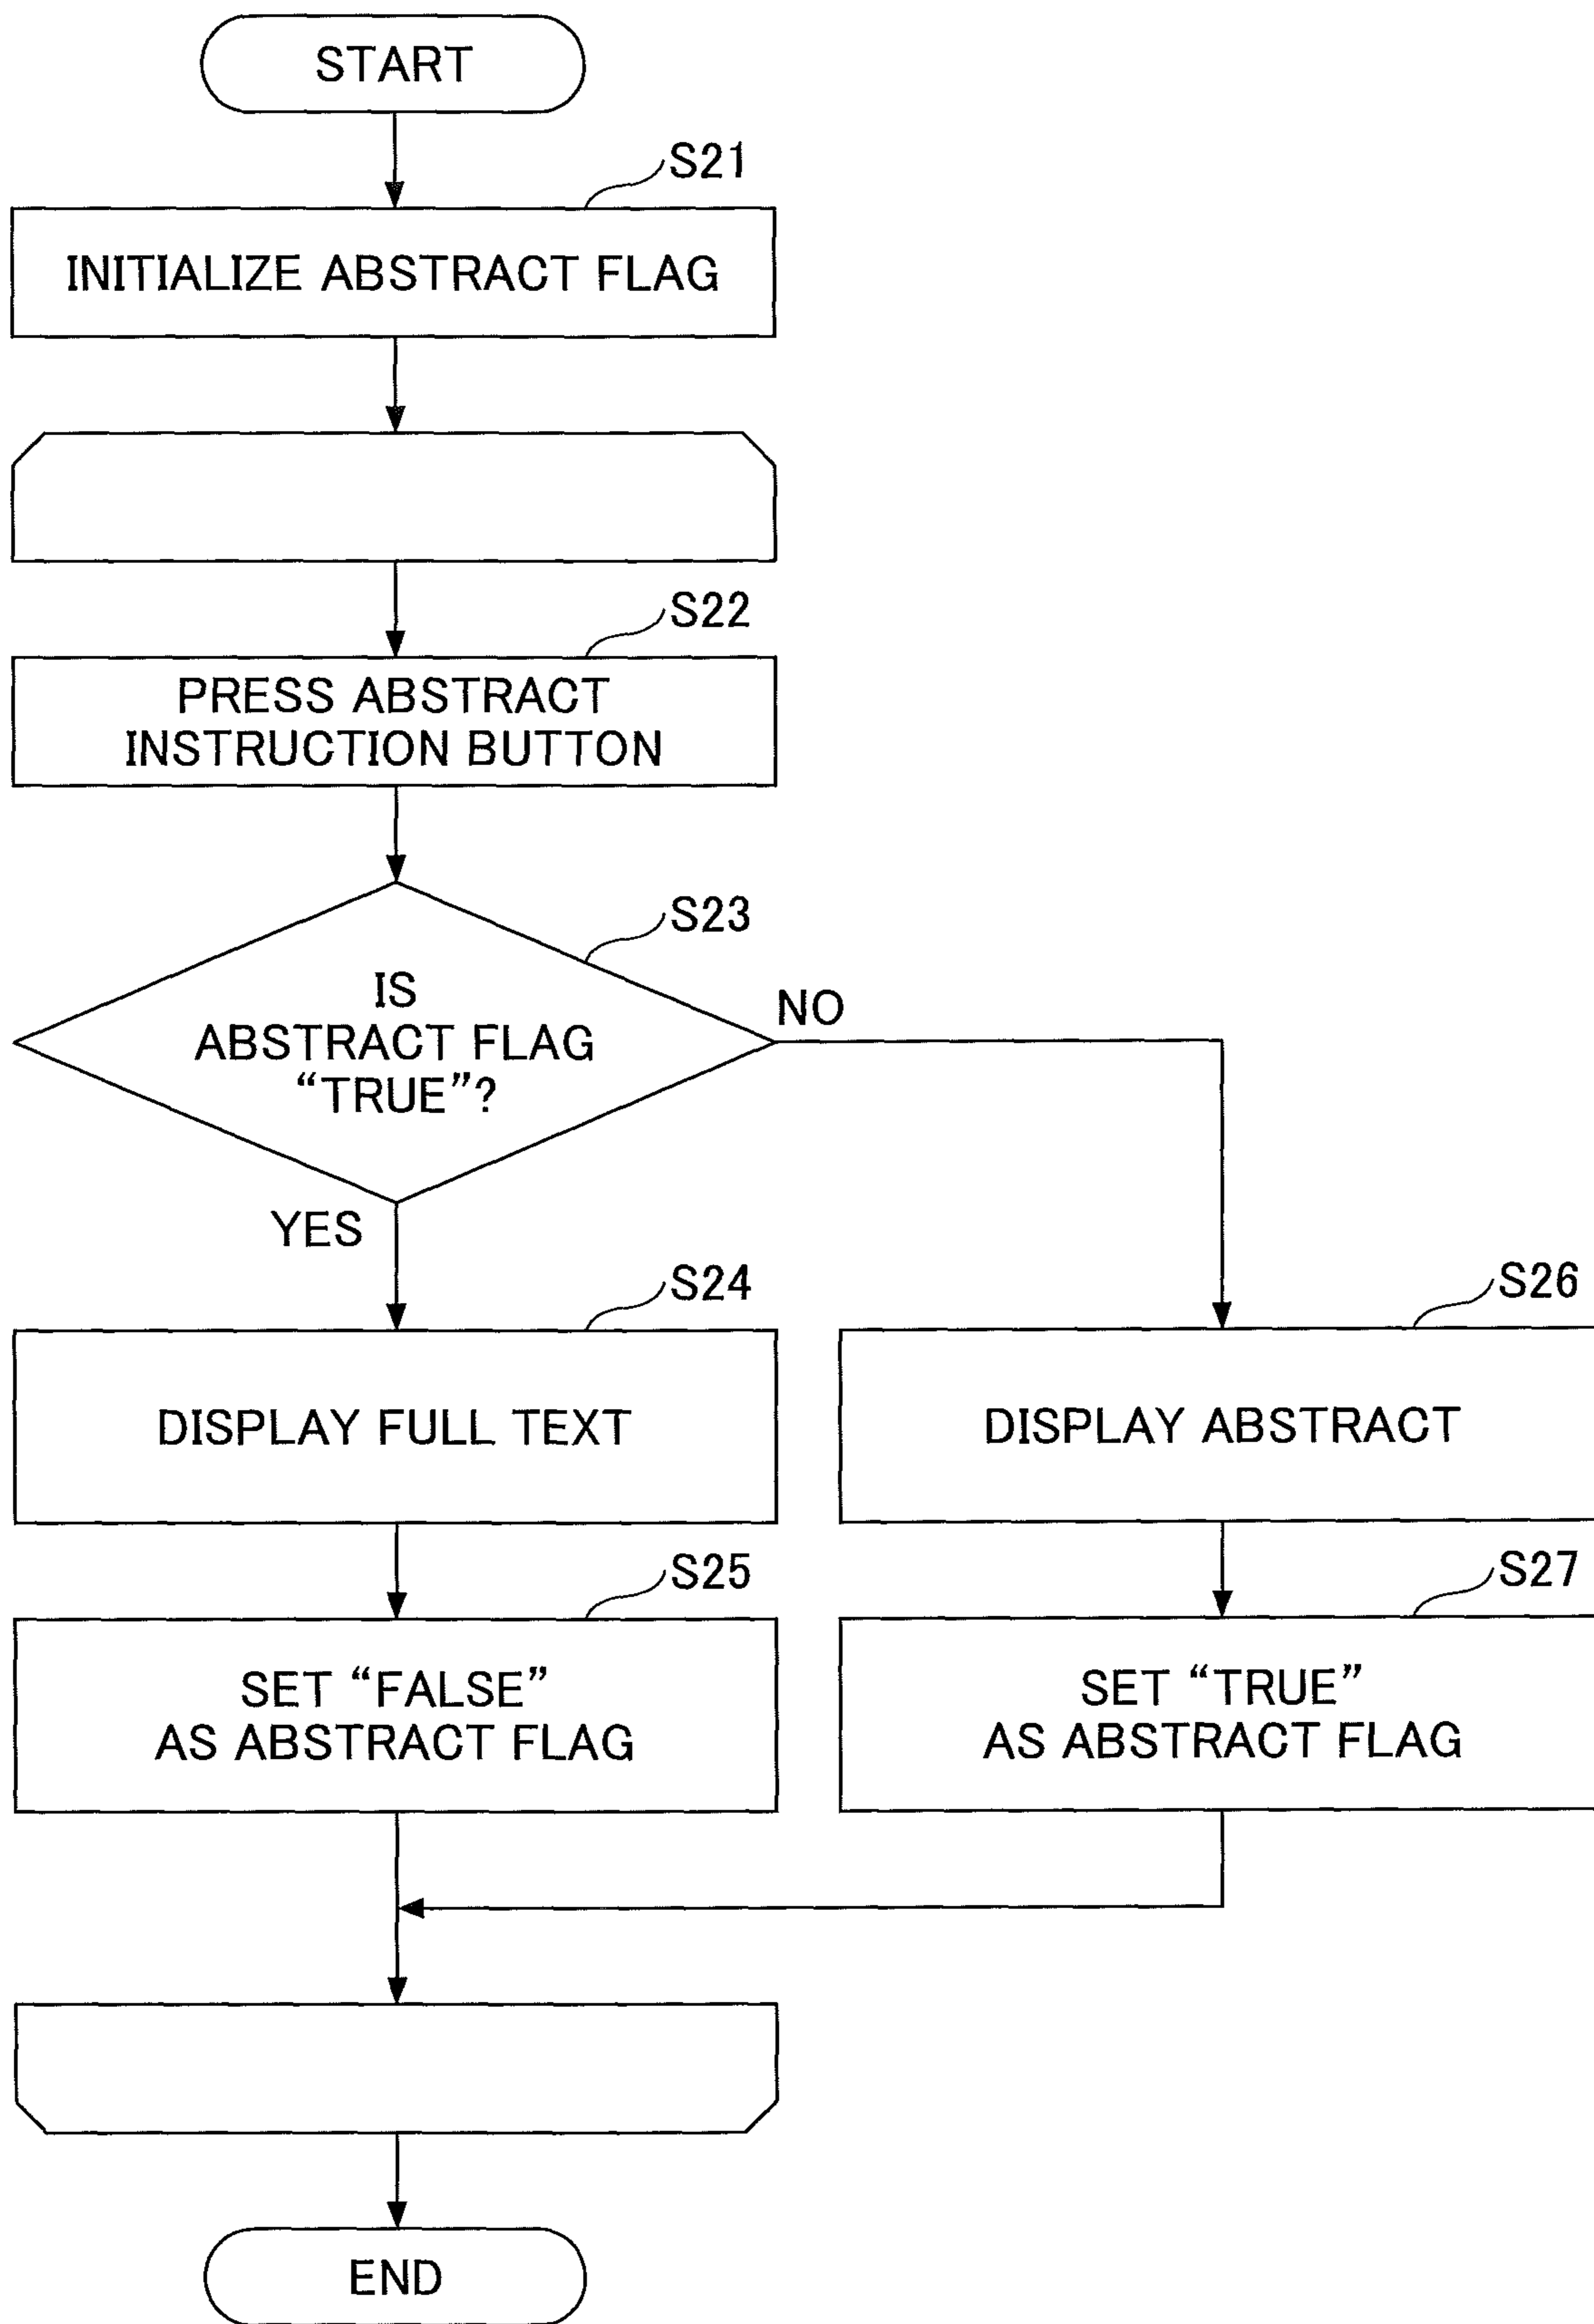 START
S21
INITIALIZE ABSTRACT FLAG
S22
PRESS ABSTRACT
INSTRUCTION BUTTON
S23
IS
ABSTRACT FLAG
“TRUE”?
NO
YES
S24
DISPLAY FULL TEXT
S26
DISPLAY ABSTRACT
S25
SET “FALSE”
AS ABSTRACT FLAG
S27
SET “TRUE”
AS ABSTRACT FLAG
END